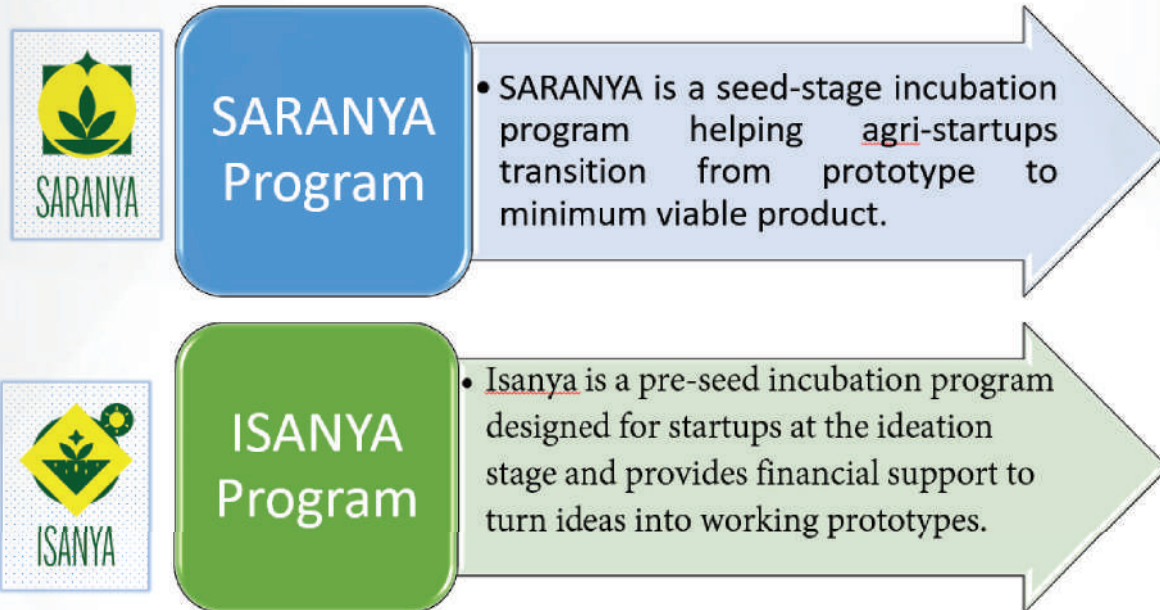 SARANYA
SARANYA
Program
• SARANYA is a seed-stage incubation
program helping agri-startups
transition from prototype to
minimum viable product.
ISANYA
ISANYA
Program
• Isanya is a pre-seed incubation program
designed for startups at the ideation
stage and provides financial support to
turn ideas into working prototypes.